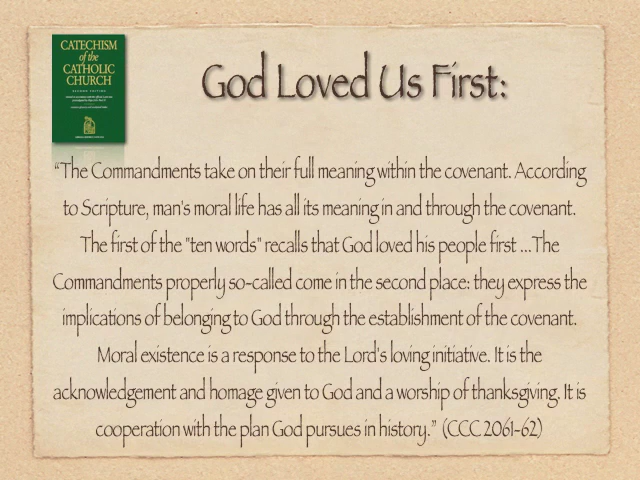 CATECHISM
of the
CATHOLIC
CHURCH
SECOND EDITION
God Loved Us First:
“The Commandments take on their full meaning within the covenant. According
to Scripture, man's moral life has all its meaning in and through the covenant.
The first of the "ten words" recalls that God loved his people first ...The
Commandments properly so-called come in the second place: they express the
implications of belonging to God through the establishment of the covenant.
Moral existence is a response to the Lord's loving initiative. It is the
acknowledgement and homage given to God and a worship of thanksgiving. It is
cooperation with the plan God pursues in history.” (CCC 2061-62)